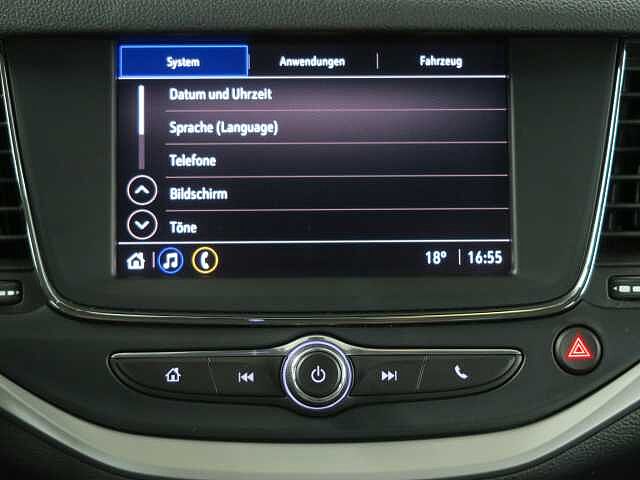 System Anwendungen Fahrzeug
Datum und Uhrzeit
Sprache (Language)
Telefone
Bildschirm
Töne
18° 16:55